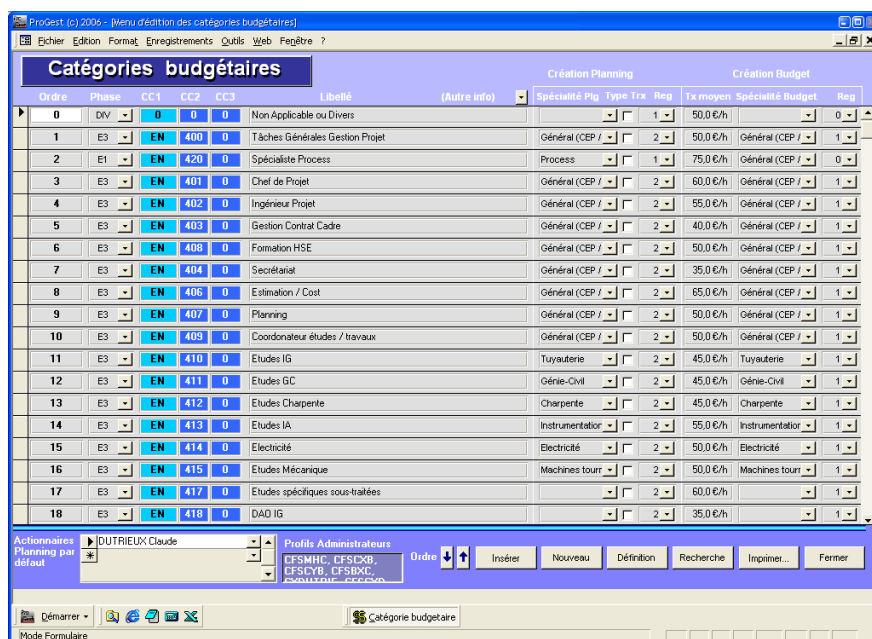 ProGest (c) 2006 - [Menu d'édition des catégories budgétaires]
Fichier Edition Format Enregistrements Outils Web Fenêtre ?
Catégories budgétaires
Création Planning Création Budget
Ordre Phase CC1 CC2 CC3 Libellé (Autre info) Spécialité Plg Type Trx Reg Tx moyen Spécialité Budget Reg
0 DIV 0 0 0 Non Applicable ou Divers 1 50,0 €/h 0
1 E3 EN 400 0 Tâches Générales Gestion Projet Général (CEP / 2 50,0 €/h Général (CEP / 1
2 E1 EN 420 0 Spécialiste Process Process 1 75,0 €/h Général (CEP / 0
3 E3 EN 401 0 Chef de Projet Général (CEP / 2 60,0 €/h Général (CEP / 1
4 E3 EN 402 0 Ingénieur Projet Général (CEP / 2 55,0 €/h Général (CEP / 1
5 E3 EN 403 0 Gestion Contrat Cadre Général (CEP / 2 40,0 €/h Général (CEP / 1
6 E3 EN 408 0 Formation HSE Général (CEP / 2 50,0 €/h Général (CEP / 1
7 E3 EN 404 0 Secrétariat Général (CEP / 2 35,0 €/h Général (CEP / 1
8 E3 EN 406 0 Estimation / Cost Général (CEP / 2 65,0 €/h Général (CEP / 1
9 E3 EN 407 0 Planning Général (CEP / 2 50,0 €/h Général (CEP / 1
10 E3 EN 409 0 Coordonateur études / travaux Général (CEP / 2 50,0 €/h Général (CEP / 1
11 E3 EN 410 0 Etudes IG Tuyauterie 2 45,0 €/h Tuyauterie 1
12 E3 EN 411 0 Etudes GC Génie-Civil 2 45,0 €/h Génie-Civil 1
13 E3 EN 412 0 Etudes Charpente Charpente 2 45,0 €/h Charpente 1
14 E3 EN 413 0 Etudes IA Instrumentation 2 55,0 €/h Instrumentation 1
15 E3 EN 414 0 Electricité Electricité 2 50,0 €/h Electricité 1
16 E3 EN 415 0 Etudes Mécanique Machines tourr 2 50,0 €/h Machines tourr 1
17 E3 EN 417 0 Etudes spécifiques sous-traitées 2 60,0 €/h 1
18 E3 EN 418 0 DAO IG 2 35,0 €/h 1
Actionnaires
Planning par
défaut
DUTRIEUX Claude
Profils Administrateurs
CFSMHC, CFSCXB,
CFSCYB, CFSBXC,
Ordre Insérer Nouveau Définition Recherche Imprimer... Fermer
Démarrer Catégorie budgetaire
Mode Formulaire